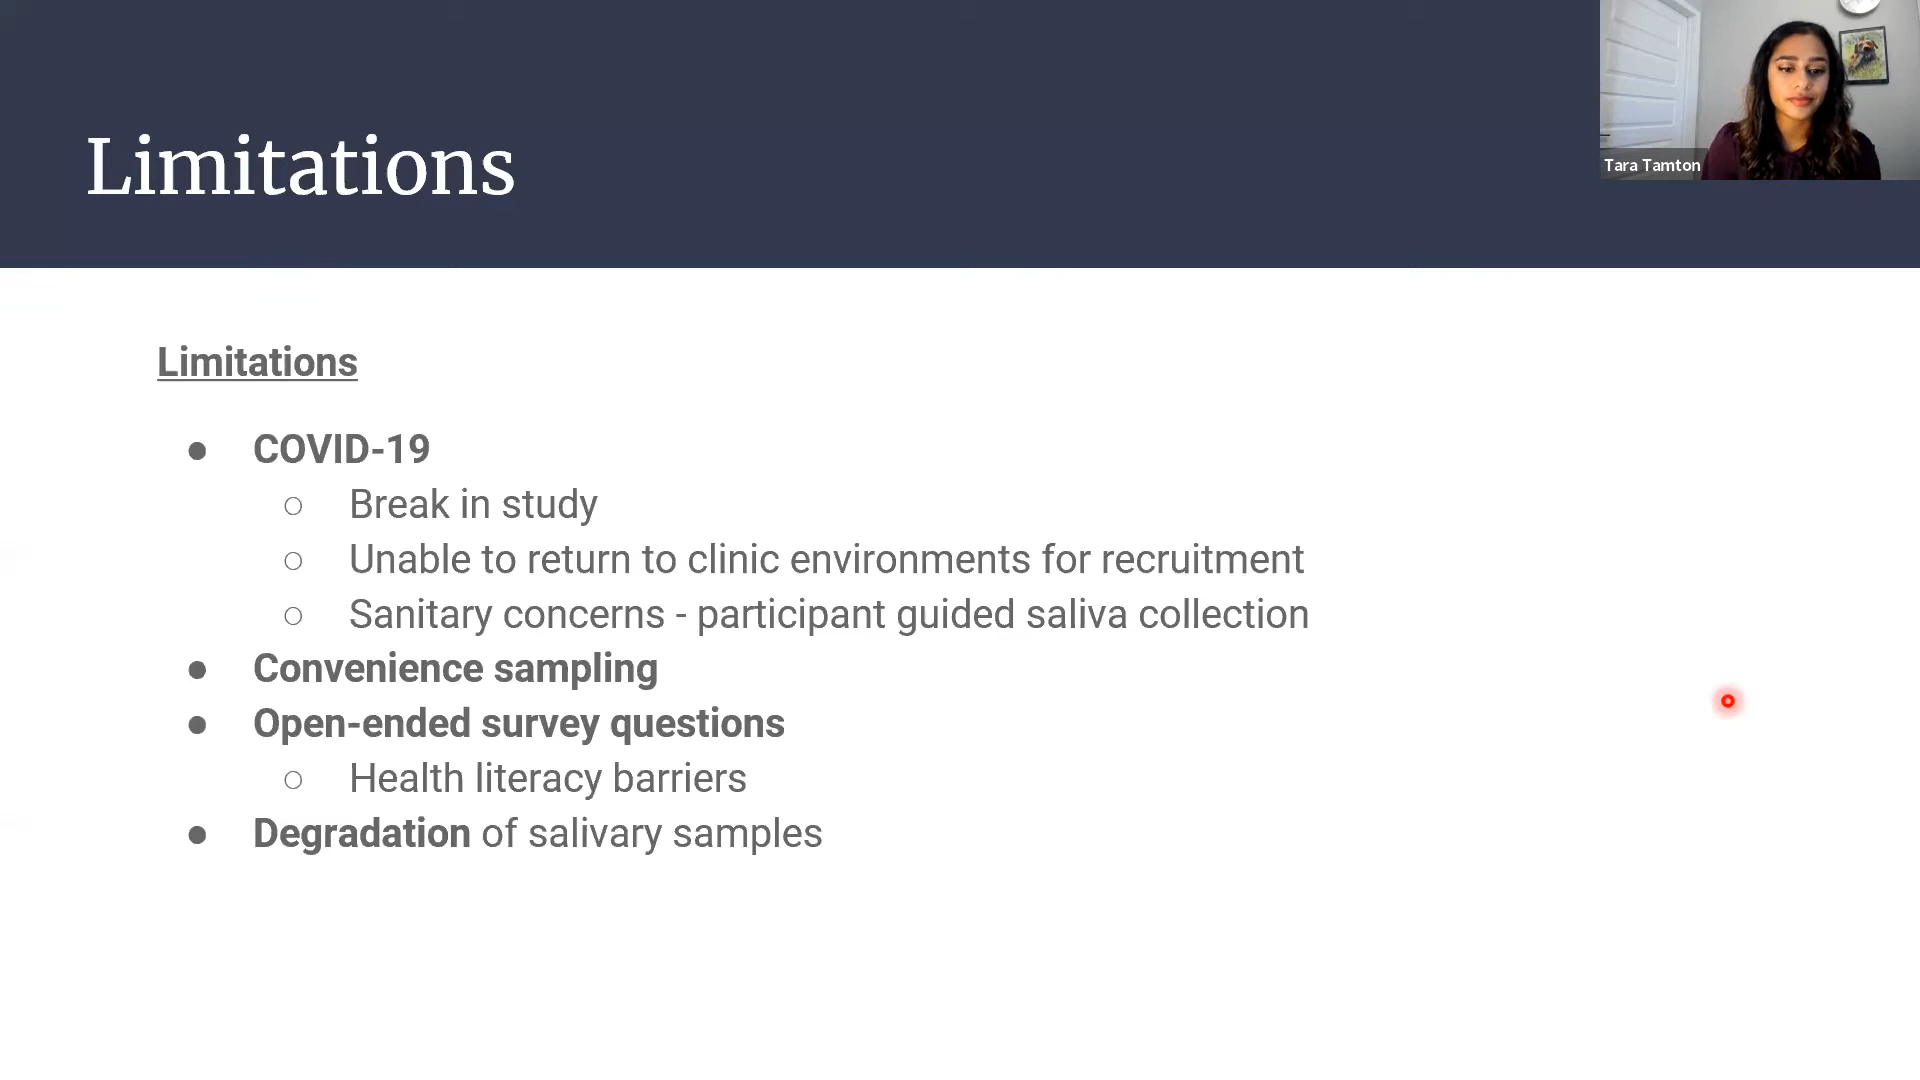 Limitations
Tara Tamton
Limitations
● COVID-19
○ Break in study
○ Unable to return to clinic environments for recruitment
○ Sanitary concerns - participant guided saliva collection
● Convenience sampling
● Open-ended survey questions
○ Health literacy barriers
● Degradation of salivary samples